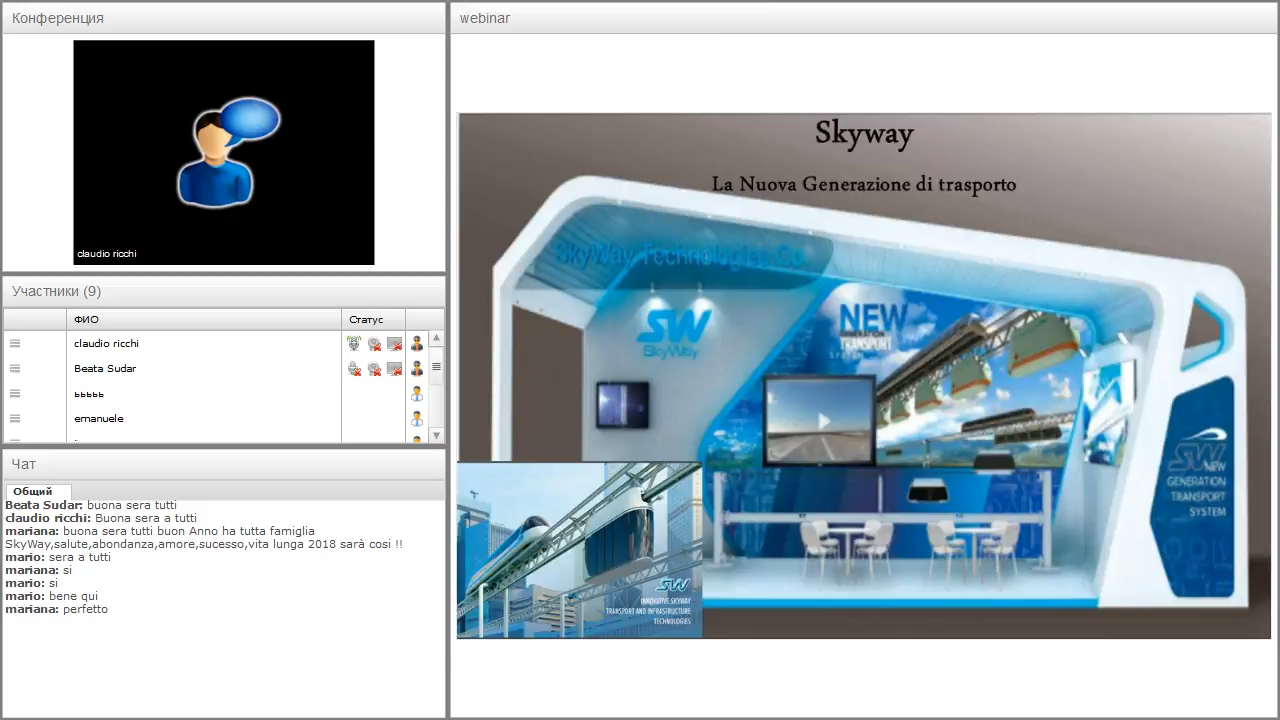 Конференция
claudio ricchi
Участники (9)
ФИО
Статус
claudio ricchi
Beata Sudar
ььььь
emanuele
Чат
Общий
Beata Sudar: buona sera tutti
claudio ricchi: Buona sera a tutti
mariana: buona sera tutti buon Anno ha tutta famiglia
SkyWay,salute,abondanza,amore,sucesso,vita lunga 2018 sarà cosi !!
mario: sera a tutti
mariana: si
mario: si
mario: bene qui
mariana: perfetto
webinar
Skyway
La Nuova Generazione di trasporto
SkyWay Technologies Co
SW
SkyWay
NEW
GENERATION
TRANSPORT
System
SW
NEW
GENERATION
TRANSPORT
SYSTEM
SW
INNOVATIVE SKYWAY
TRANSPORT AND INFRASTRUCTURE
TECHNOLOGIES